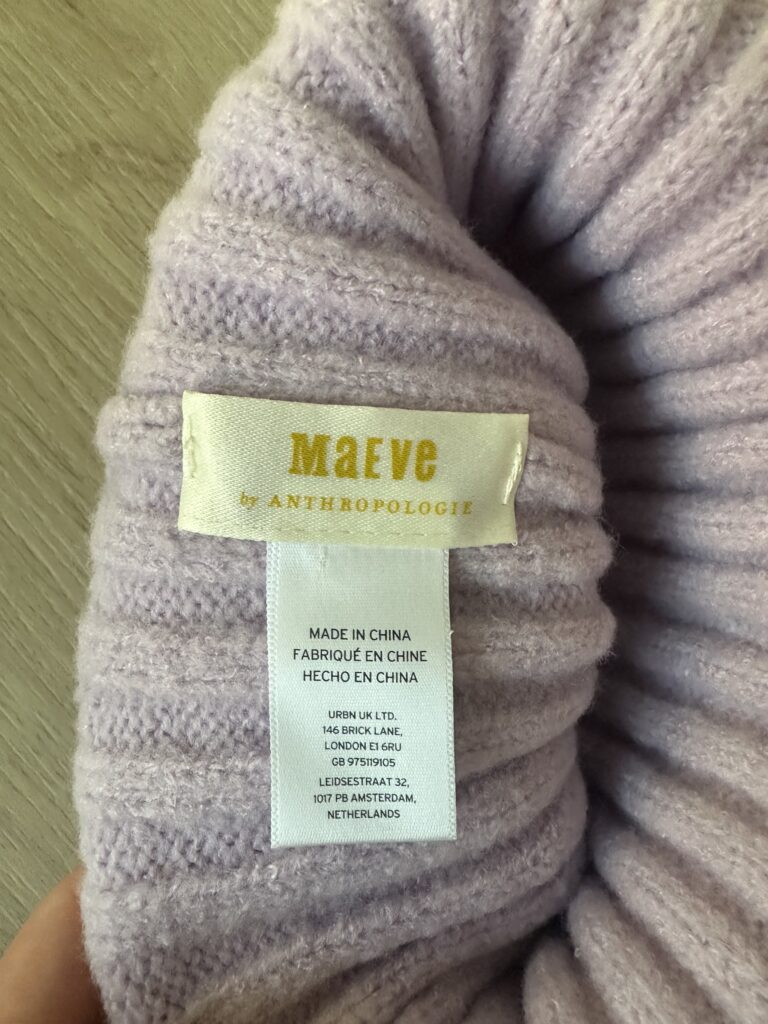 MaEVe
by ANTHROPOLOGIE
MADE IN CHINA
FABRIQUÉ EN CHINE
HECHO EN CHINA
URBN UK LTD.
146 BRICK LANE,
LONDON E1 6RU
GB 975119105
LEIDSESTRAAT 32,
1017 PB AMSTERDAM,
NETHERLANDS